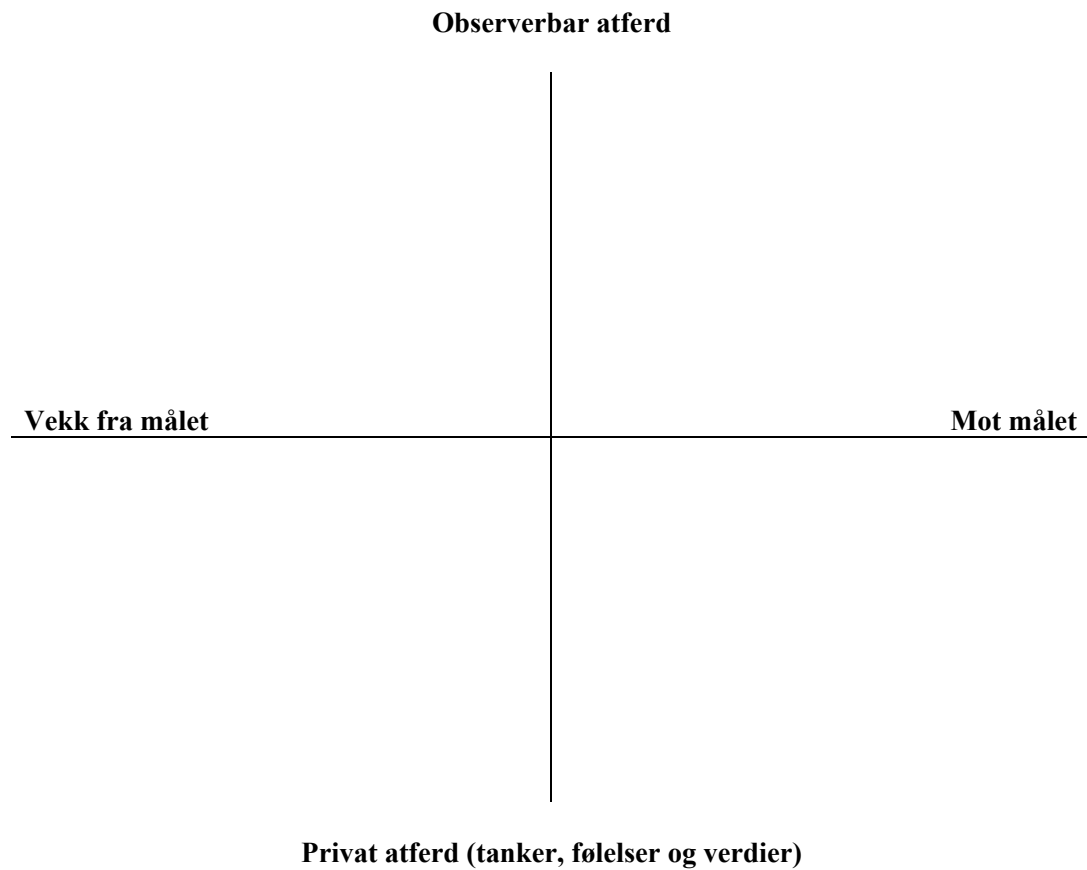 Observerbar atferd
Vekk fra målet
Mot målet
Privat atferd (tanker, følelser og verdier)